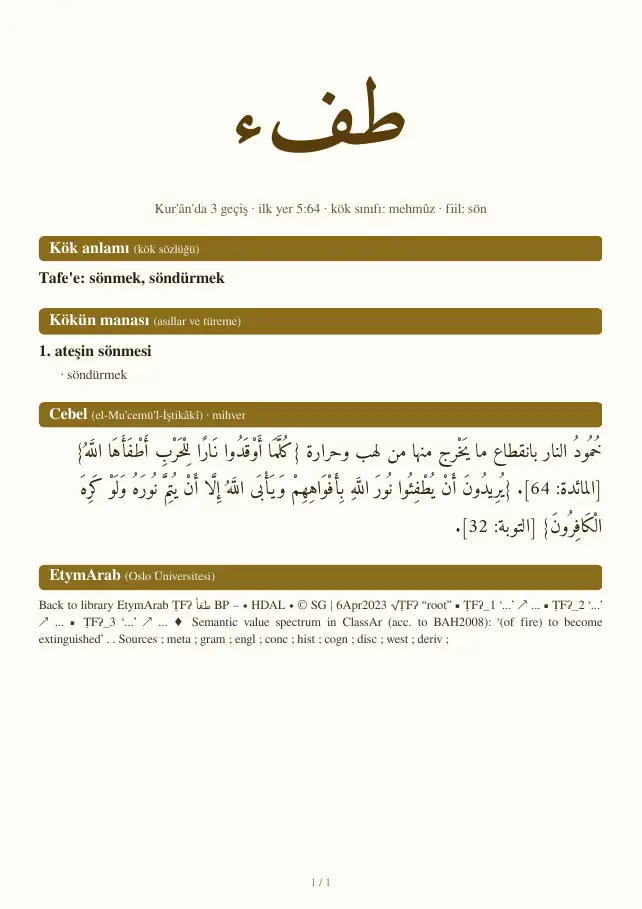 طفء
Kur'ân'da 3 geçiş · ilk yer 5:64 · kök sınıfı: mehmûz · fiil: sön
Kök anlamı (kök sözlüğü)
Tafe'e: sönmek, söndürmek
Kökün manası (asıllar ve türeme)
1. ateşin sönmesi
· söndürmek
Cebel (el-Mu'cemü'l-İştikâkî) · mihver
خُمُودُ النار بانقطاع ما يَخْرج منها من لهب وحرارة {كُلَّمَا أَوْقَدُوا نَارًا لِلْحَرْبِ أَطْفَأَهَا اللَّهُ}
[المائدة: 64]. {يُرِيدُونَ أَنْ يُطْفِئُوا نُورَ اللَّهِ بِأَفْوَاهِهِمْ وَيَأْبَى اللَّهُ إِلَّا أَنْ يُتِمَّ نُورَهُ وَلَوْ كَرِهَ
الْكَافِرُونَ} [التوبة: 32].
EtymArab (Oslo Üniversitesi)
Back to library EtymArab ṬFʔ طفأ BP – • HDAL • © SG | 6Apr2023 √ṬFʔ “root” ▪ ṬFʔ_1 ‘...’ ↗ ... ▪ ṬFʔ_2 ‘...’
↗ ... ▪ ṬFʔ_3 ‘...’ ↗ ... ♦ Semantic value spectrum in ClassAr (acc. to BAH2008): ‘(of fire) to become
extinguished’ . . Sources ; meta ; gram ; engl ; conc ; hist ; cogn ; disc ; west ; deriv ;
1 / 1